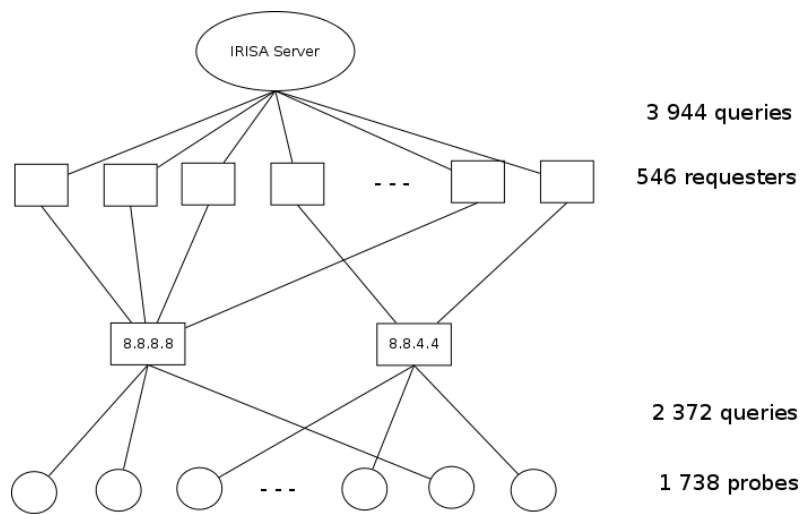 IRISA Server
3 944 queries
546 requesters
- - -
8.8.8.8
8.8.4.4
2 372 queries
1 738 probes
- - -